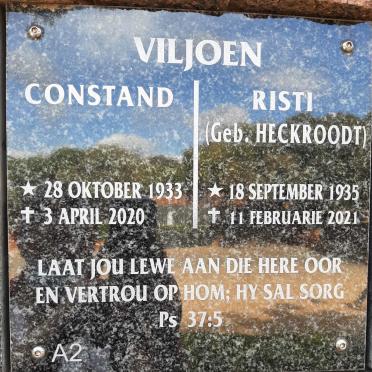 VILJOEN
CONSTAND
RISTI
(Geb. HECKROODT)
★ 28 OKTOBER 1933
✝ 3 APRIL 2020
★ 18 SEPTEMBER 1935
✝ 11 FEBRUARIE 2021
LAAT JOU LEWE AAN DIE HERE OOR
EN VERTROU OP HOM; HY SAL SORG
Ps 37:5
A2